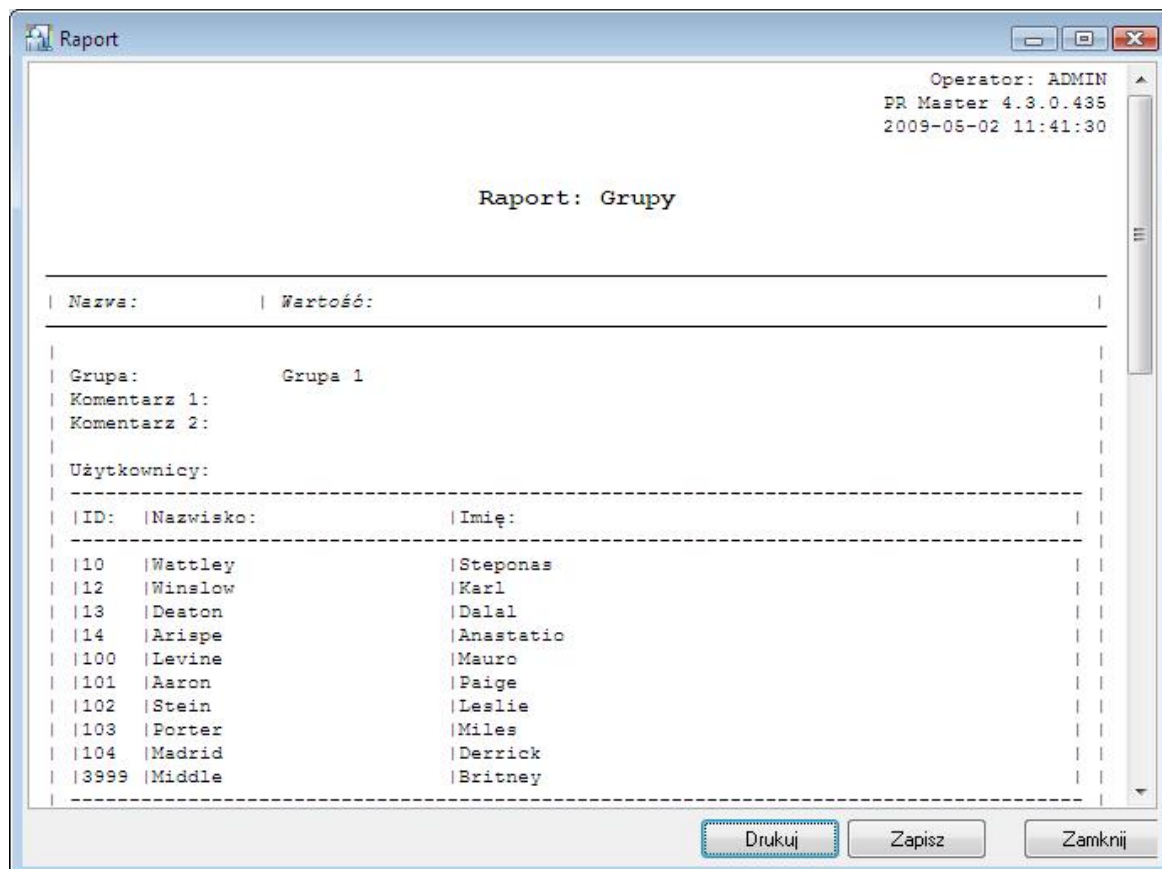 Raport
Operator: ADMIN
PR Master 4.3.0.435
2009-05-02 11:41:30
Raport: Grupy
| Nazwa: | Wartość: |
| Grupa: Grupa 1 |
| Komentarz 1: |
| Komentarz 2: |
| Użytkownicy: |
| |ID: |Nazwisko: |Imię: | |
| |10 |Wattley |Steponas | |
| |12 |Winslow |Karl | |
| |13 |Deaton |Dalal | |
| |14 |Arispe |Anastatio | |
| |100 |Levine |Mauro | |
| |101 |Aaron |Paige | |
| |102 |Stein |Leslie | |
| |103 |Porter |Miles | |
| |104 |Madrid |Derrick | |
| |3999 |Middle |Britney | |
Drukuj Zapisz Zamknij